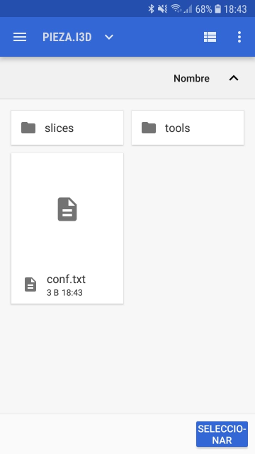 68% 18:43
PIEZA.I3D
Nombre
slices
tools
conf.txt
3 B 18:43
SELECCIO-
NAR